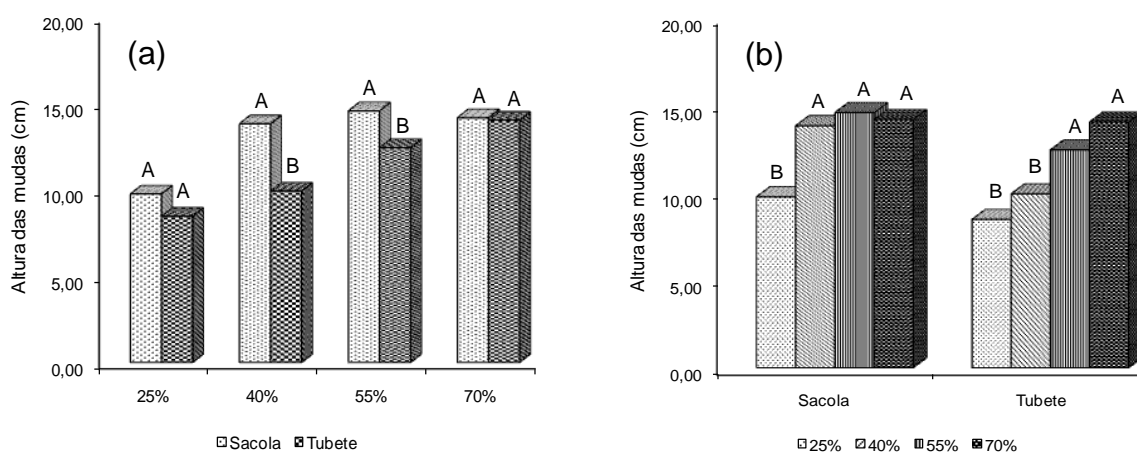 (a)
Altura das mudas (cm)
20,00
15,00
10,00
5,00
0,00
A A
A B
A B
A A
25% 40% 55% 70%
Sacola Tubete
(b)
Altura das mudas (cm)
20,00
15,00
10,00
5,00
0,00
B A A A
B B A A
Sacola Tubete
25% 40% 55% 70%